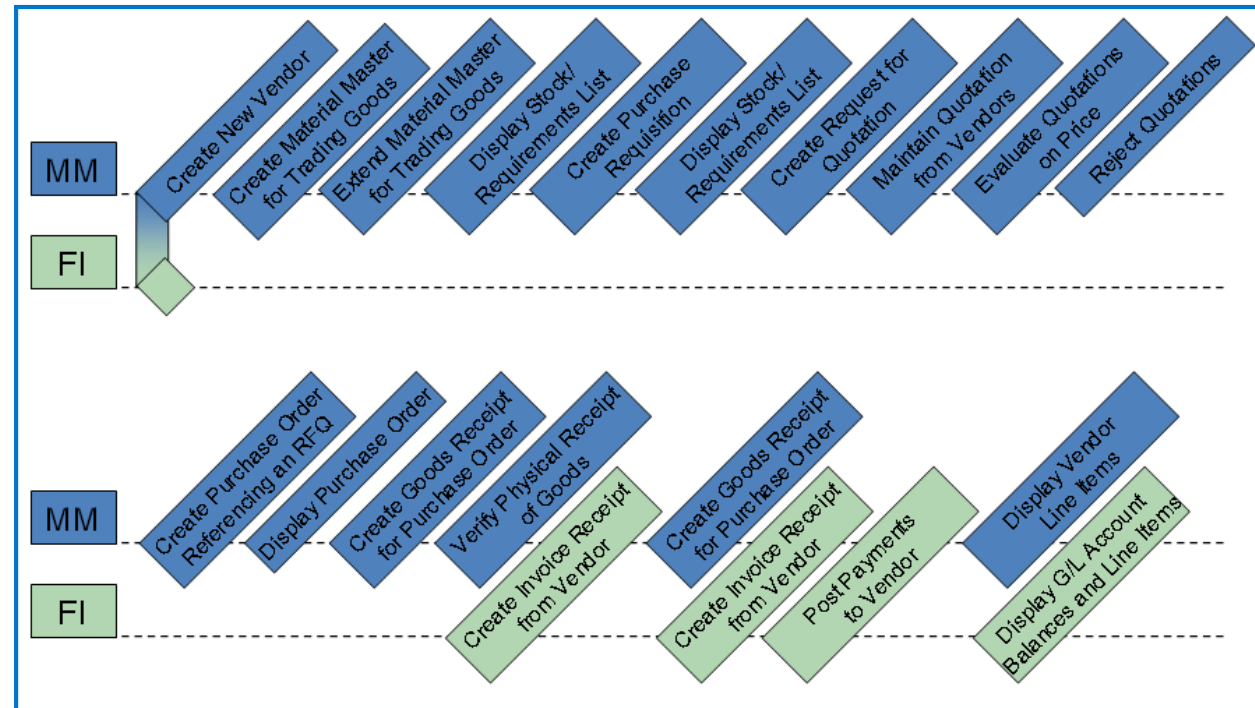 MM
Create New Vendor
Create Material Master
for Trading Goods
Extend Material Master
for Trading Goods
Display Stock/
Requirements List
Create Purchase
Requisition
Display Stock/
Requirements List
Create Request for
Quotation
Maintain Quotation
from Vendors
Evaluate Quotations
on Price
Reject Quotations
FI
MM
Create Purchase Order
Referencing an RFQ
Display Purchase Order
Create Goods Receipt
for Purchase Order
Verify Physical Receipt
of Goods
Create Goods Receipt
for Purchase Order
Display Vendor
Line Items
FI
Create Invoice Receipt
from Vendor
Create Invoice Receipt
from Vendor
Post Payments
to Vendor
Display G/L Account
Balances and Line Items